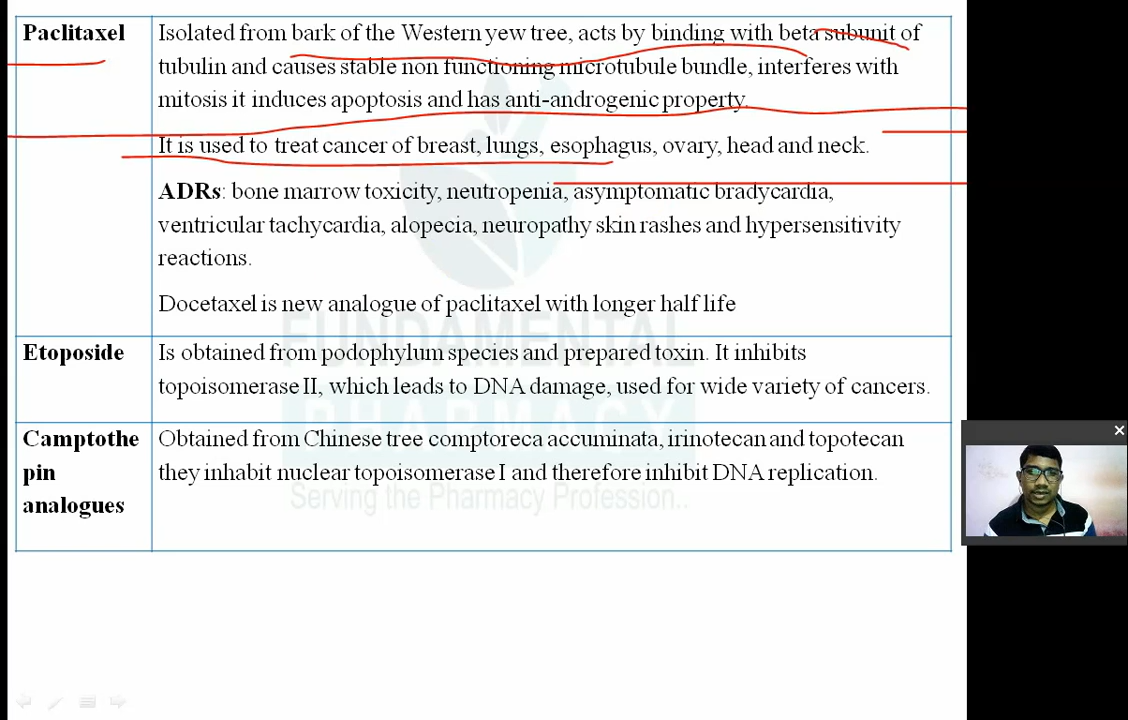 Paclitaxel
Isolated from bark of the Western yew tree, acts by binding with beta subunit of
tubulin and causes stable non functioning microtubule bundle, interferes with
mitosis it induces apoptosis and has anti-androgenic property.
It is used to treat cancer of breast, lungs, esophagus, ovary, head and neck.
ADRs: bone marrow toxicity, neutropenia, asymptomatic bradycardia,
ventricular tachycardia, alopecia, neuropathy skin rashes and hypersensitivity
reactions.
Docetaxel is new analogue of paclitaxel with longer half life
Etoposide
Is obtained from podophylum species and prepared toxin. It inhibits
topoisomerase II, which leads to DNA damage, used for wide variety of cancers.
Camptothe
pin
analogues
Obtained from Chinese tree comptoreca accuminata, irinotecan and topotecan
they inhabit nuclear topoisomerase I and therefore inhibit DNA replication.
FUNDAMENTAL
PHARMACY
Serving the Pharmacy Profession..